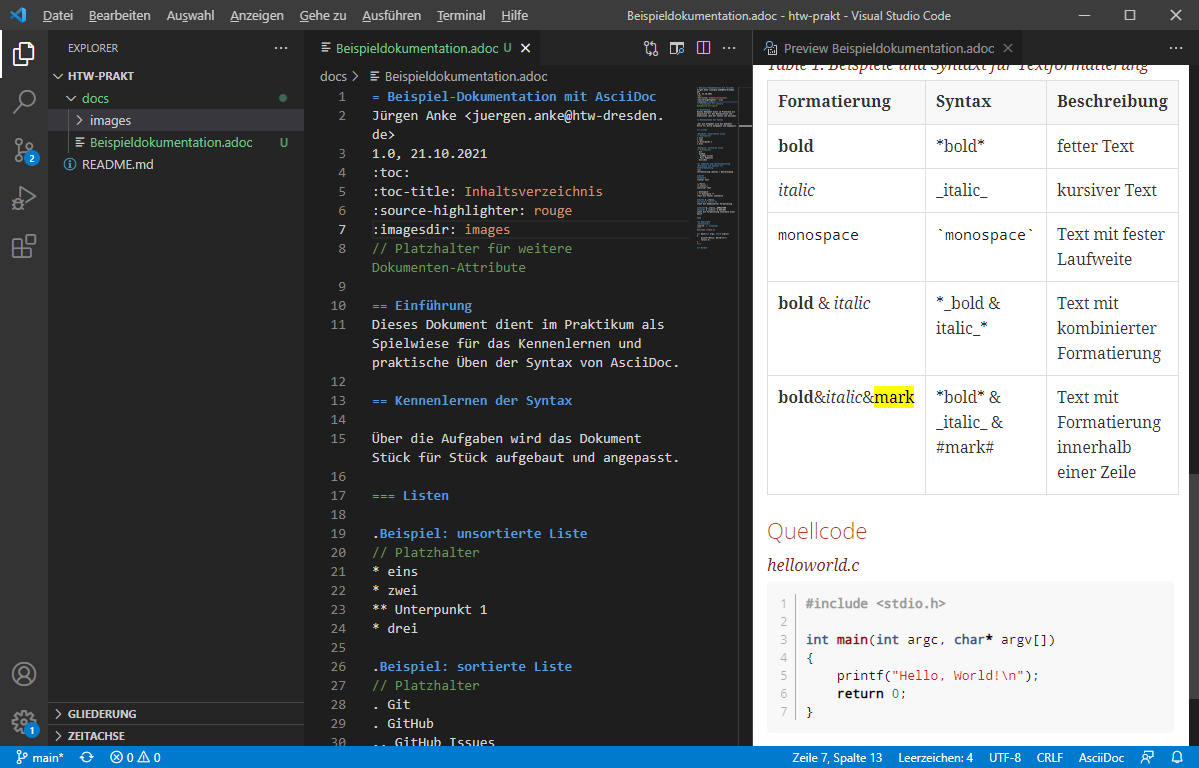 Datei Bearbeiten Auswahl Anzeigen Gehe zu Ausführen Terminal Hilfe
Beispieldokumentation.adoc - htw-prakt - Visual Studio Code
EXPLORER
HTW-PRAKT
docs
images
Beispieldokumentation.adoc U
README.md
GLIEDERUNG
ZEITACHSE
2
1
Beispieldokumentation.adoc U
docs > Beispieldokumentation.adoc
1 = Beispiel-Dokumentation mit AsciiDoc
2 Jürgen Anke <juergen.anke@htw-dresden.
de>
3 1.0, 21.10.2021
4 :toc:
5 :toc-title: Inhaltsverzeichnis
6 :source-highlighter: rouge
7 :imagesdir: images
8 // Platzhalter für weitere
Dokumenten-Attribute
9
10 == Einführung
11 Dieses Dokument dient im Praktikum als
Spielwiese für das Kennenlernen und
praktische Üben der Syntax von AsciiDoc.
12
13 == Kennenlernen der Syntax
14
15 Über die Aufgaben wird das Dokument
Stück für Stück aufgebaut und angepasst.
16
17 === Listen
18
19 .Beispiel: unsortierte Liste
20 // Platzhalter
21 * eins
22 * zwei
23 ** Unterpunkt 1
24 * drei
25
26 .Beispiel: sortierte Liste
27 // Platzhalter
28 . Git
29 . GitHub
30 .. GitHub Issues
Preview Beispieldokumentation.adoc
Table 1. Beispiele und Syntaxt für Textformatierung
Formatierung Syntax Beschreibung
bold *bold* fetter Text
italic _italic_ kursiver Text
monospace `monospace` Text mit fester
Laufweite
bold & italic *_bold & Text mit
italic_* kombinierter
Formatierung
bold&italic&mark *bold* & Text mit
_italic_ & Formatierung
#mark# innerhalb
einer Zeile
Quellcode
helloworld.c
1 #include <stdio.h>
2
3 int main(int argc, char* argv[])
4 {
5 printf("Hello, World!\n");
6 return 0;
7 }
main* 0 0
Zeile 7, Spalte 13 Leerzeichen: 4 UTF-8 CRLF AsciiDoc